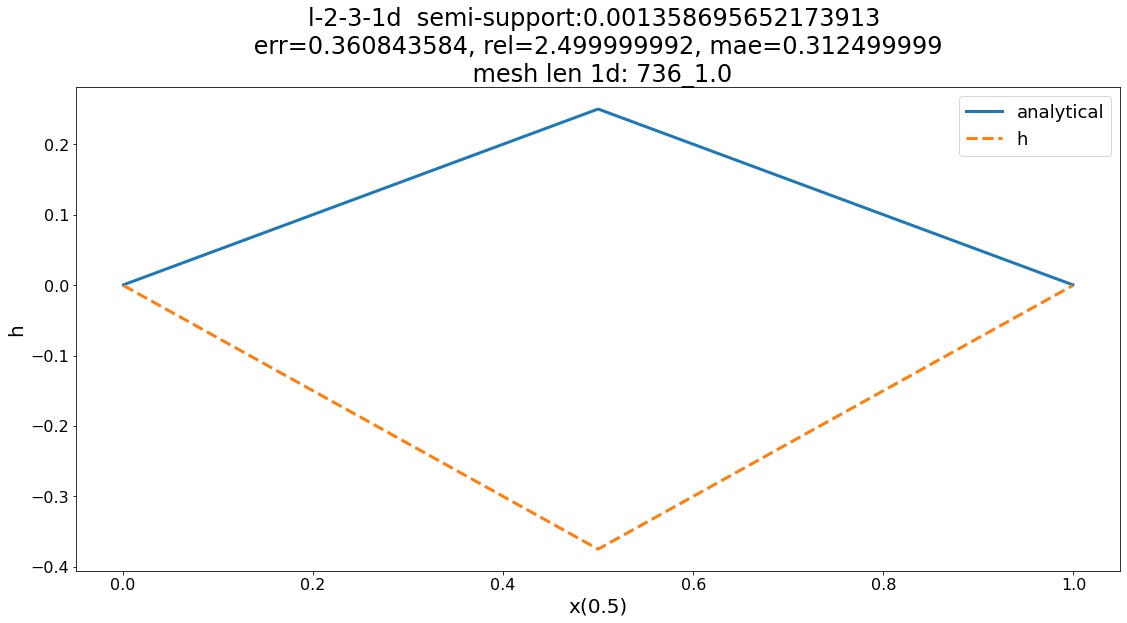 l-2-3-1d  semi-support:0.001358695652173913
err=0.360843584, rel=2.499999992, mae=0.312499999
mesh len 1d: 736_1.0
analytical
h
0.2
0.1
0.0
−0.1
−0.2
−0.3
−0.4
h
0.0 0.2 0.4 0.6 0.8 1.0
x(0.5)